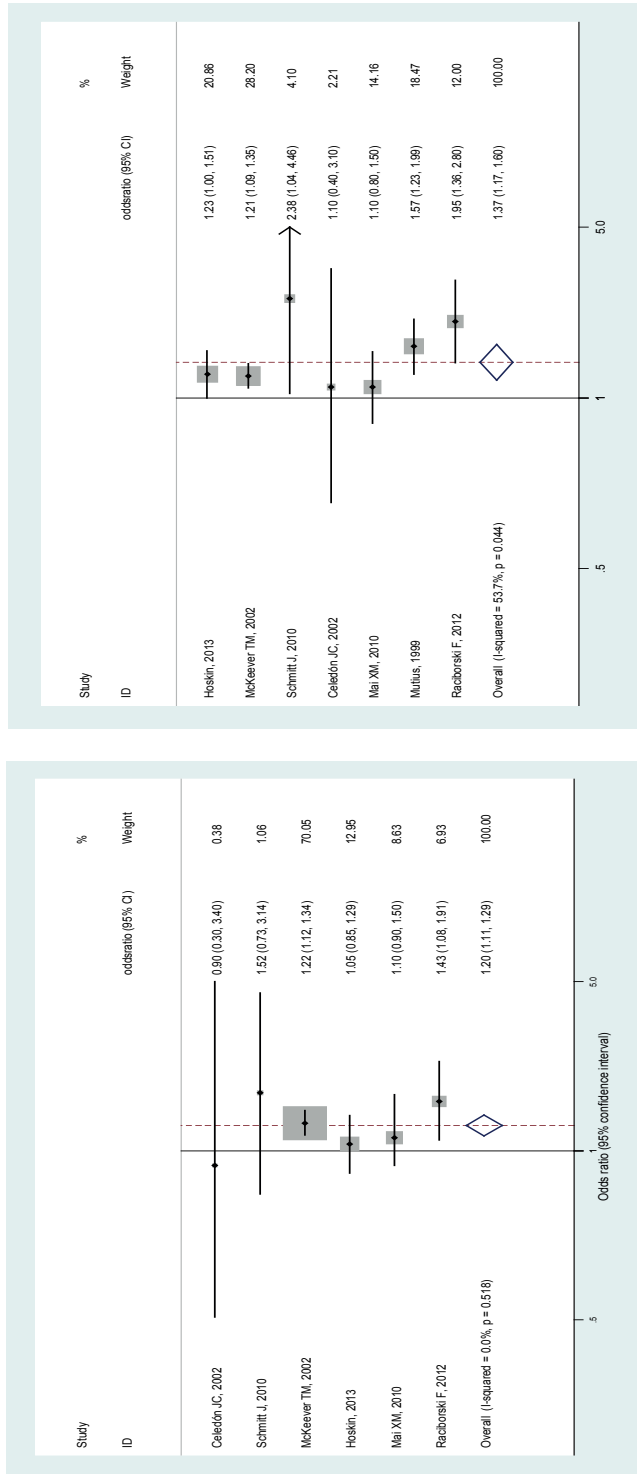 Study %
ID oddsratio (95% CI) Weight
Hoskin, 2013 1.23 (1.00, 1.51) 20.86
McKeever TM, 2002 1.21 (1.09, 1.35) 28.20
Schmitt J, 2010 2.38 (1.04, 4.46) 4.10
Celedón JC, 2002 1.10 (0.40, 3.10) 2.21
Mai XM, 2010 1.10 (0.80, 1.50) 14.16
Mutius, 1999 1.57 (1.23, 1.99) 18.47
Raciborski F, 2012 1.95 (1.36, 2.80) 12.00
Overall (I-squared = 53.7%, p = 0.044) 1.37 (1.17, 1.60) 100.00
.5 1 5.0
Study %
ID oddsratio (95% CI) Weight
Celedón JC, 2002 0.90 (0.30, 3.40) 0.38
Schmitt J, 2010 1.52 (0.73, 3.14) 1.06
McKeever TM, 2002 1.22 (1.12, 1.34) 70.05
Hoskin, 2013 1.05 (0.85, 1.29) 12.95
Mai XM, 2010 1.10 (0.90, 1.50) 8.63
Raciborski F, 2012 1.43 (1.08, 1.91) 6.93
Overall (I-squared = 0.0%, p = 0.518) 1.20 (1.11, 1.29) 100.00
.5 1 5.0
Odds ratio (95% confidence interval)